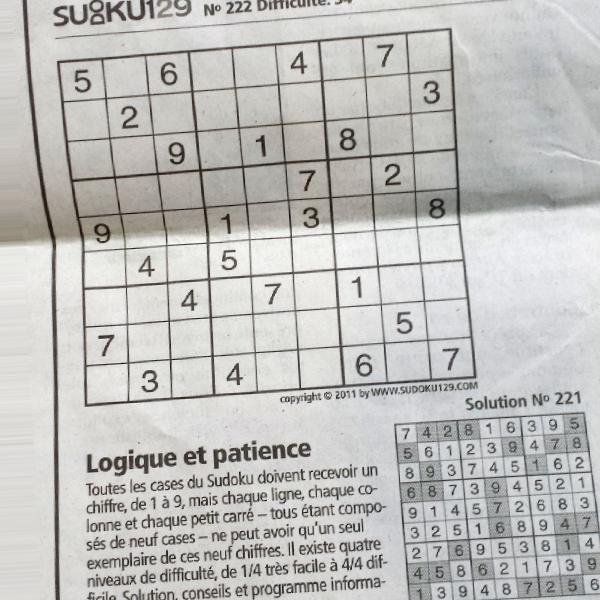 SUDOKU129 Nº 222 Difficulté:
5 6 4 7
2 3
9 1 8
7 2
9 1 3 8
4 5
4 7 1
7 5
3 4 6 7
copyright © 2011 by WWW.SUDOKU129.COM
Solution Nº 221
7 4 2 8 1 6 3 9 5
5 6 1 2 3 9 4 7 8
8 9 3 7 4 5 1 6 2
6 8 7 3 9 4 5 2 1
9 1 4 5 7 2 6 8 3
3 2 5 1 6 8 9 4 7
2 7 6 9 5 3 8 1 4
4 5 8 6 2 1 7 3 9
1 3 9 4 8 7 2 5 6
Logique et patience
Toutes les cases du Sudoku doivent recevoir un
chiffre, de 1 à 9, mais chaque ligne, chaque co-
lonne et chaque petit carré – tous étant compo-
sés de neuf cases – ne peut avoir qu'un seul
exemplaire de ces neuf chiffres. Il existe quatre
niveaux de difficulté, de 1/4 très facile à 4/4 dif-
ficile. Solution, conseils et programme informa-